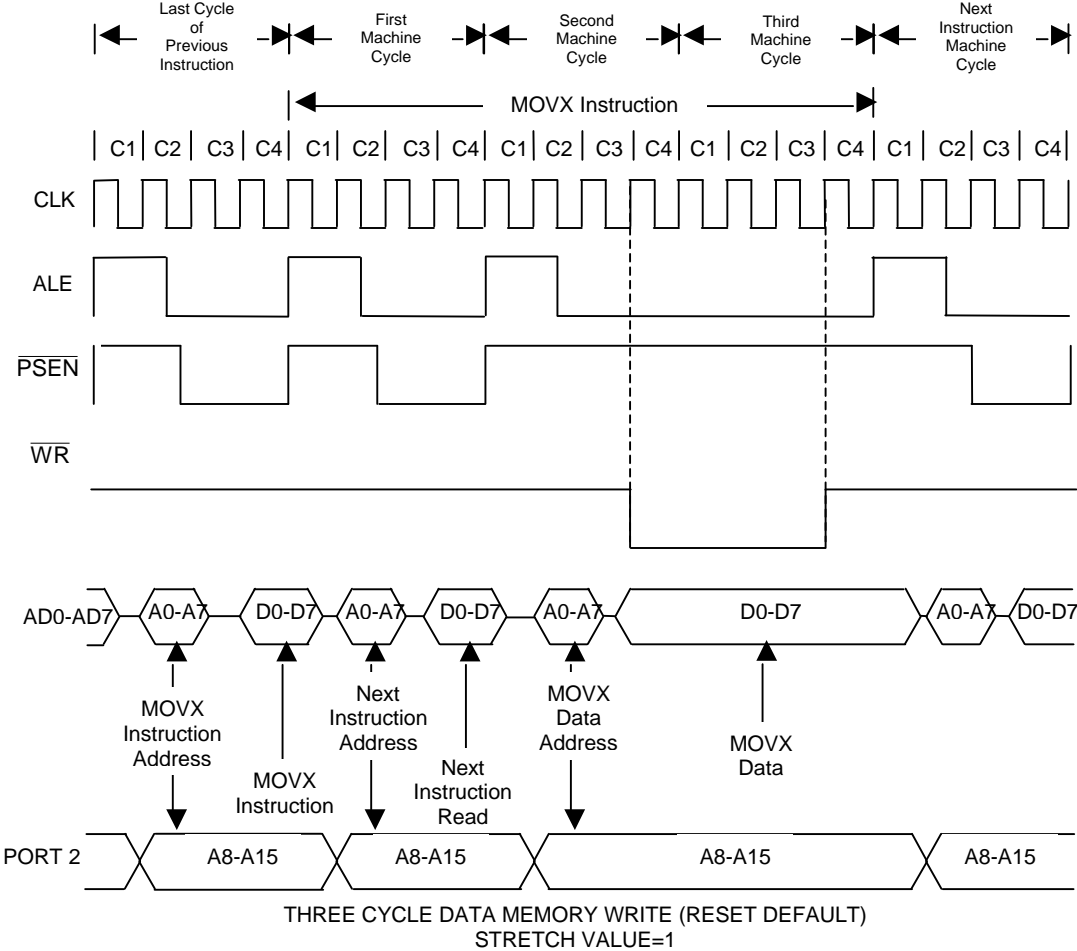 Last Cycle
of
Previous
Instruction
First
Machine
Cycle
Second
Machine
Cycle
Third
Machine
Cycle
Next
Instruction
Machine
Cycle
MOVX Instruction
C1 C2 C3 C4 C1 C2 C3 C4 C1 C2 C3 C4 C1 C2 C3 C4 C1 C2 C3 C4
CLK
ALE
PSEN
WR
AD0-AD7 A0-A7 D0-D7 A0-A7 D0-D7 A0-A7 D0-D7 A0-A7 D0-D7
MOVX
Instruction
Address
MOVX
Instruction
Next
Instruction
Address
Next
Instruction
Read
MOVX
Data
Address
MOVX
Data
PORT 2 A8-A15 A8-A15 A8-A15 A8-A15
THREE CYCLE DATA MEMORY WRITE (RESET DEFAULT)
STRETCH VALUE=1